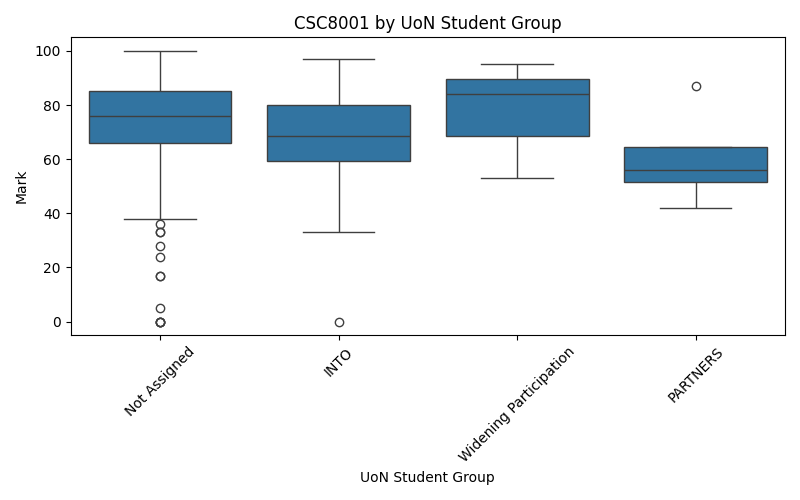 CSC8001 by UoN Student Group
100
80
60
40
20
0
Mark
Not Assigned
INTO
Widening Participation
PARTNERS
UoN Student Group